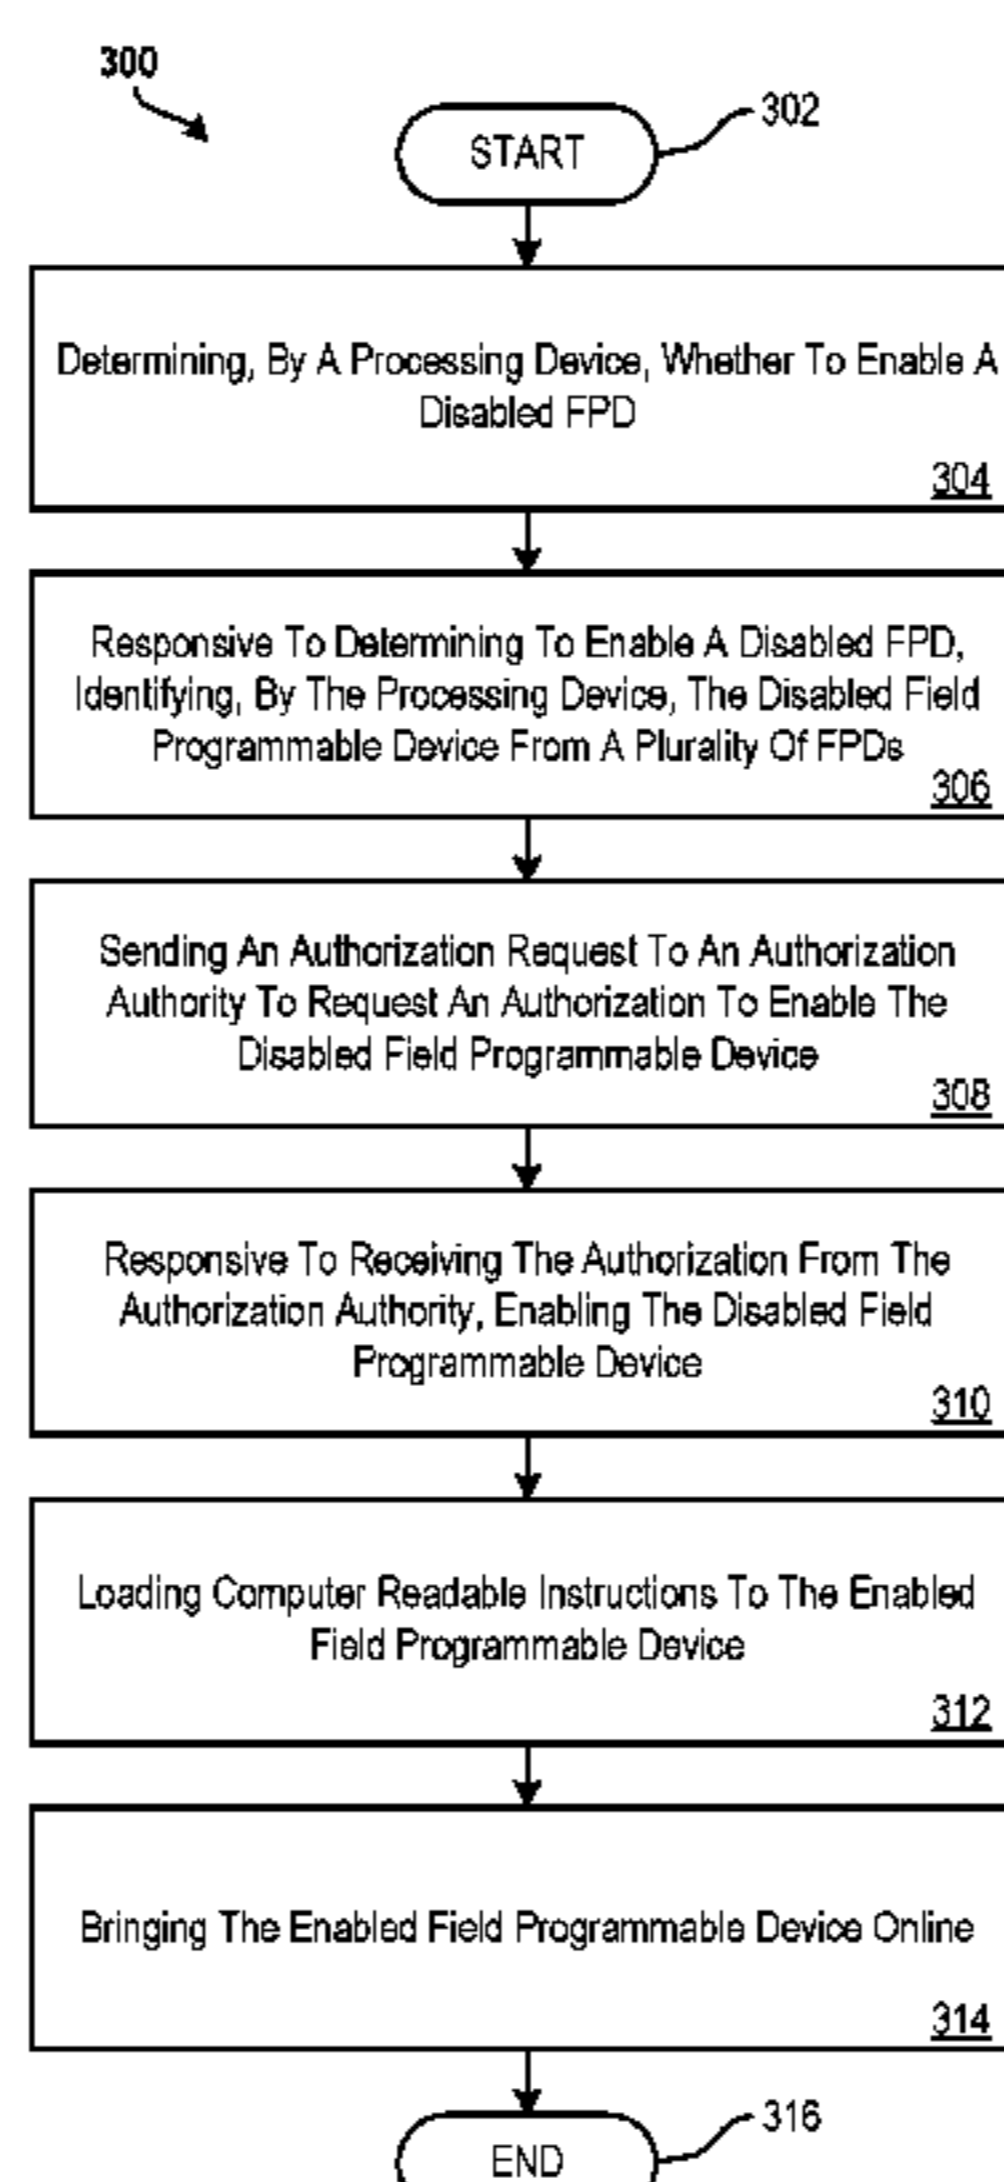 300
START
302
Determining, By A Processing Device, Whether To Enable A
Disabled FPD
304
Responsive To Determining To Enable A Disabled FPD,
Identifying, By The Processing Device, The Disabled Field
Programmable Device From A Plurality Of FPDs
306
Sending An Authorization Request To An Authorization
Authority To Request An Authorization To Enable The
Disabled Field Programmable Device
308
Responsive To Receiving The Authorization From The
Authorization Authority, Enabling The Disabled Field
Programmable Device
310
Loading Computer Readable Instructions To The Enabled
Field Programmable Device
312
Bringing The Enabled Field Programmable Device Online
314
END
316